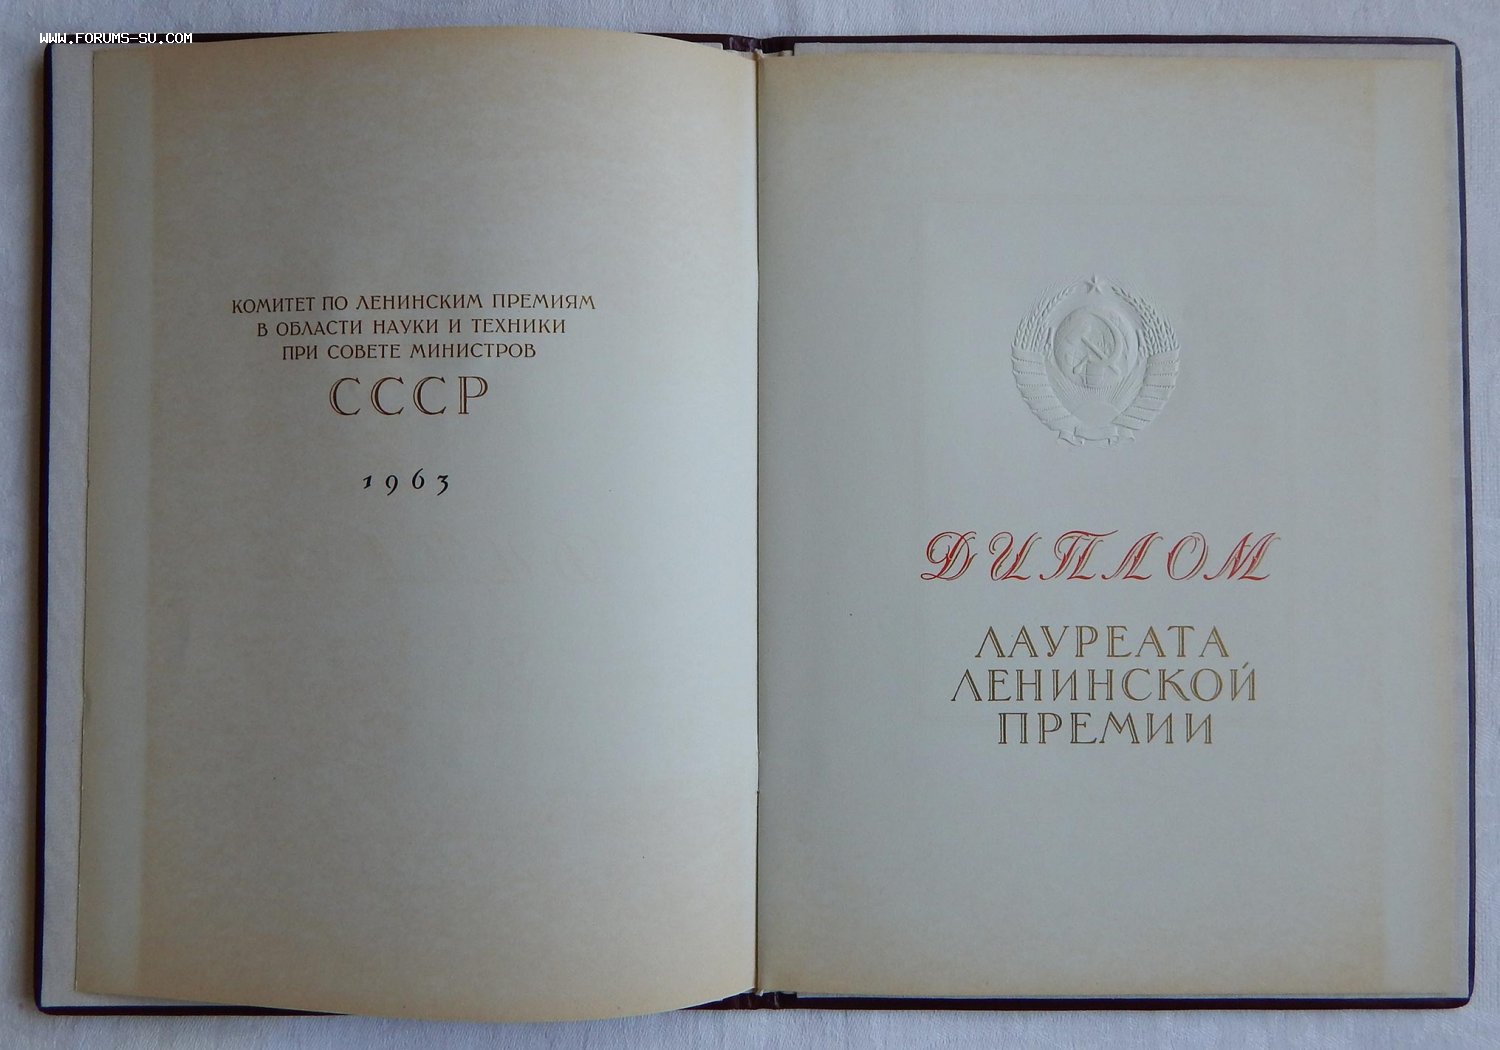 WWW.FORUMS-SU.COM
КОМИТЕТ ПО ЛЕНИНСКИМ ПРЕМИЯМ
В ОБЛАСТИ НАУКИ И ТЕХНИКИ
ПРИ СОВЕТЕ МИНИСТРОВ
СССР
1963
ДИПЛОМ
ЛАУРЕАТА
ЛЕНИНСКОЙ
ПРЕМИИ